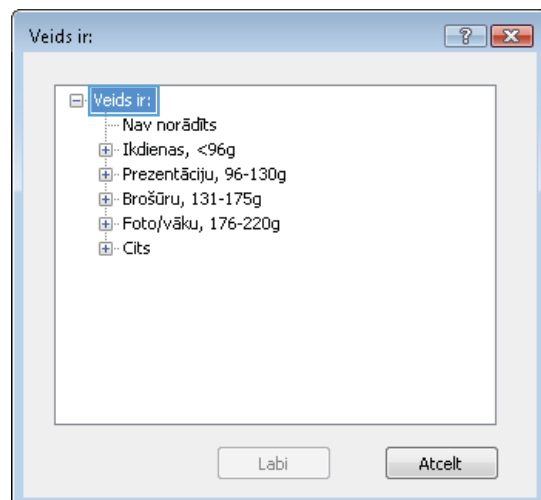 Veids ir:
Veids ir:
Nav norādīts
Ikdienas, <96g
Prezentāciju, 96-130g
Brošūru, 131-175g
Foto/vāku, 176-220g
Cits
Labi
Atcelt